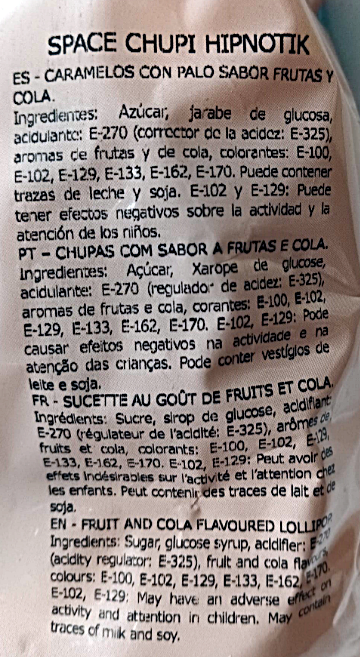 SPACE CHUPI HIPNOTIK
ES - CARAMELOS CON PALO SABOR FRUTAS Y
COLA.
Ingredientes: Azúcar, jarabe de glucosa,
acidulante: E-270 (corrector de la acidez: E-325),
aromas de frutas y de cola, colorantes: E-100,
E-102, E-129, E-133, E-162, E-170. Puede contener
trazas de leche y soja. E-102 y E-129: Puede
tener efectos negativos sobre la actividad y la
atención de los niños.
PT - CHUPAS COM SABOR A FRUTAS E COLA.
Ingredientes: Açúcar, Xarope de glucose,
acidulante: E-270 (regulador de acidez: E-325),
aromas de frutas e cola, corantes: E-100, E-102,
E-129, E-133, E-162, E-170. E-102, E-129: Pode
causar efeitos negativos na actividade e na
atenção das crianças. Pode conter vestígios de
leite e soja.
FR - SUCETTE AU GOÛT DE FRUITS ET COLA.
Ingrédients: Sucre, sirop de glucose, acidifiant:
E-270 (régulateur de l'acidité: E-325), arômes de
fruits et cola, colorants: E-100, E-102, E-129,
E-133, E-162, E-170. E-102, E-129: Peut avoir des
effets indésirables sur l'activité et l'attention chez
les enfants. Peut contenir des traces de lait et de
soja.
EN - FRUIT AND COLA FLAVOURED LOLLIPOP
Ingredients: Sugar, glucose syrup, acidifier: E-270
(acidity regulator: E-325), fruit and cola flavours,
colours: E-100, E-102, E-129, E-133, E-162, E-170.
E-102, E-129: May have an adverse effect on
activity and attention in children. May contain
traces of milk and soy.